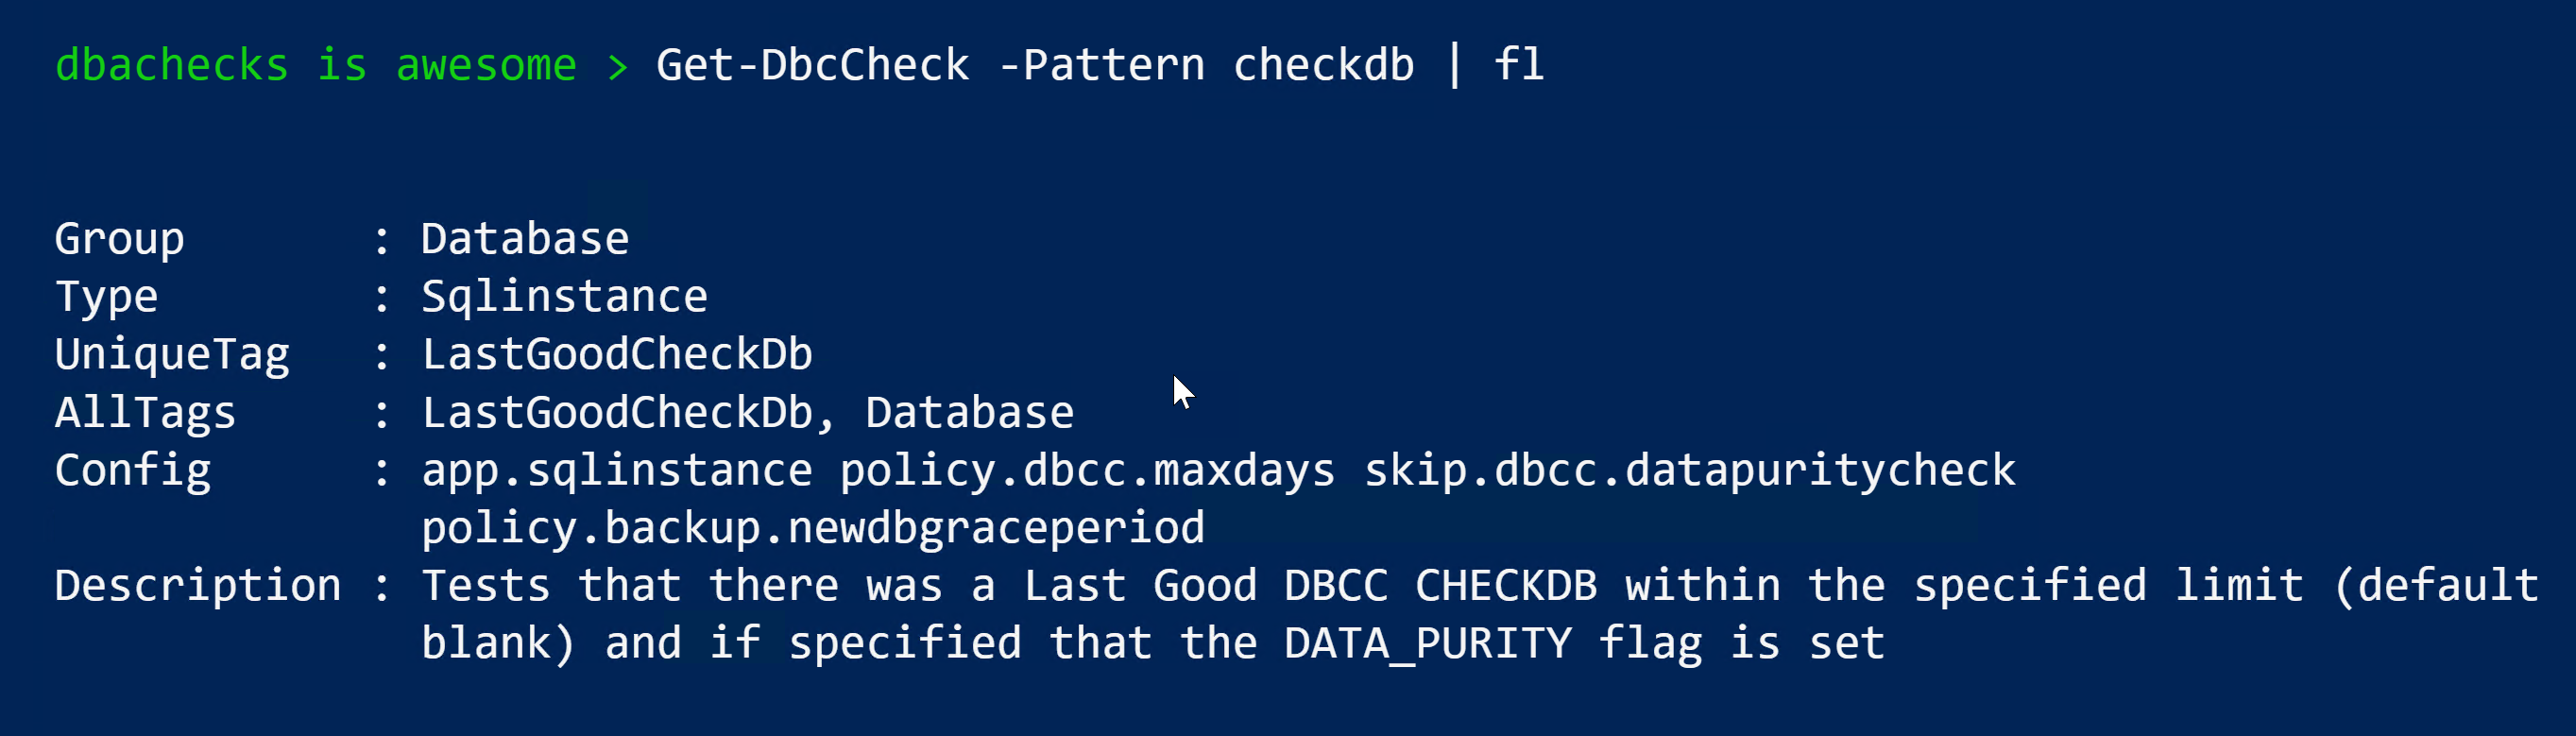 dbachecks is awesome > Get-DbcCheck -Pattern checkdb | fl
Group       : Database
Type        : Sqlinstance
UniqueTag   : LastGoodCheckDb
AllTags     : LastGoodCheckDb, Database
Config      : app.sqlinstance policy.dbcc.maxdays skip.dbcc.datapuritycheck
              policy.backup.newdbgraceperiod
Description : Tests that there was a Last Good DBCC CHECKDB within the specified limit (default
              blank) and if specified that the DATA_PURITY flag is set